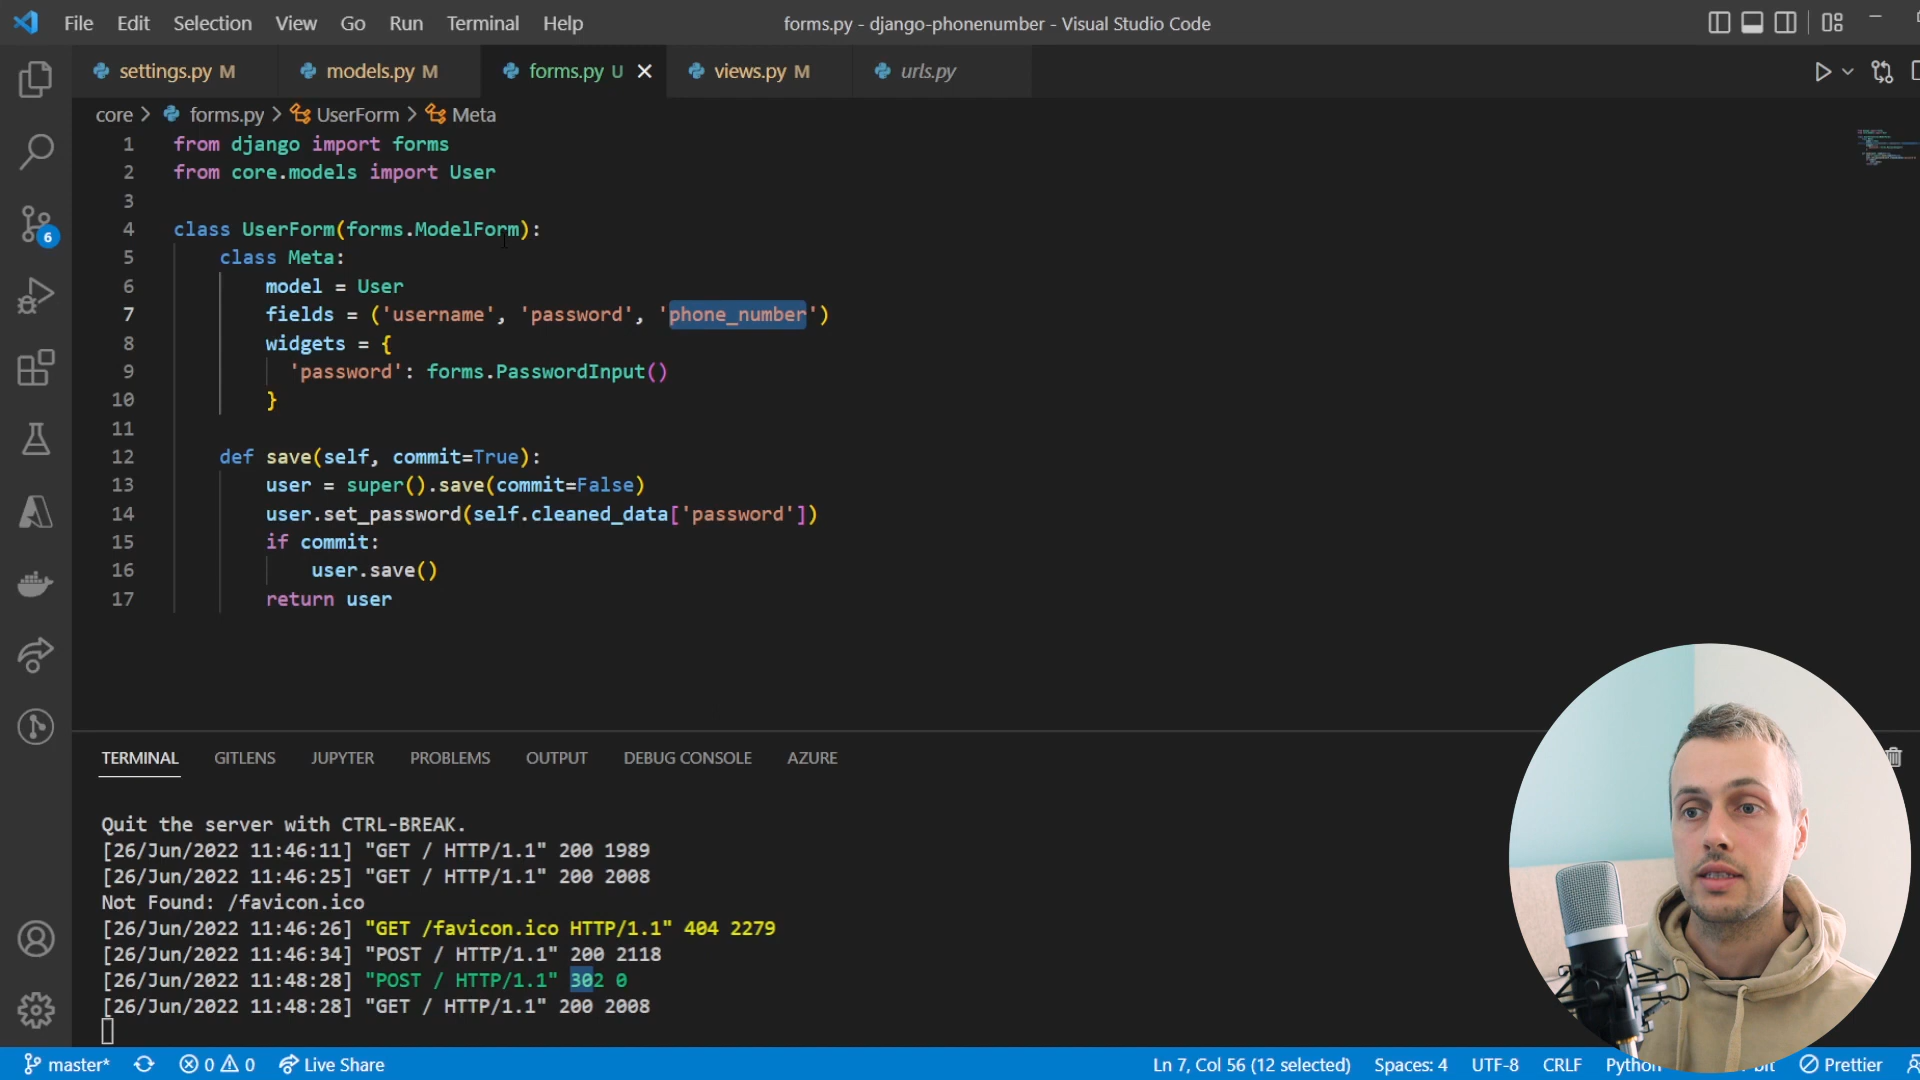 File Edit Selection View Go Run Terminal Help
forms.py - django-phonenumber - Visual Studio Code
settings.py M models.py M forms.py U views.py M urls.py
core > forms.py > UserForm > Meta
1 from django import forms
2 from core.models import User
3
4 class UserForm(forms.ModelForm):
5 class Meta:
6 model = User
7 fields = ('username', 'password', 'phone_number')
8 widgets = {
9 'password': forms.PasswordInput()
10 }
11
12 def save(self, commit=True):
13 user = super().save(commit=False)
14 user.set_password(self.cleaned_data['password'])
15 if commit:
16 user.save()
17 return user
6
TERMINAL GITLENS JUPYTER PROBLEMS OUTPUT DEBUG CONSOLE AZURE
Quit the server with CTRL-BREAK.
[26/Jun/2022 11:46:11] "GET / HTTP/1.1" 200 1989
[26/Jun/2022 11:46:25] "GET / HTTP/1.1" 200 2008
Not Found: /favicon.ico
[26/Jun/2022 11:46:26] "GET /favicon.ico HTTP/1.1" 404 2279
[26/Jun/2022 11:46:34] "POST / HTTP/1.1" 200 2118
[26/Jun/2022 11:48:28] "POST / HTTP/1.1" 302 0
[26/Jun/2022 11:48:28] "GET / HTTP/1.1" 200 2008
master* 0 0 Live Share Ln 7, Col 56 (12 selected) Spaces: 4 UTF-8 CRLF Python Prettier